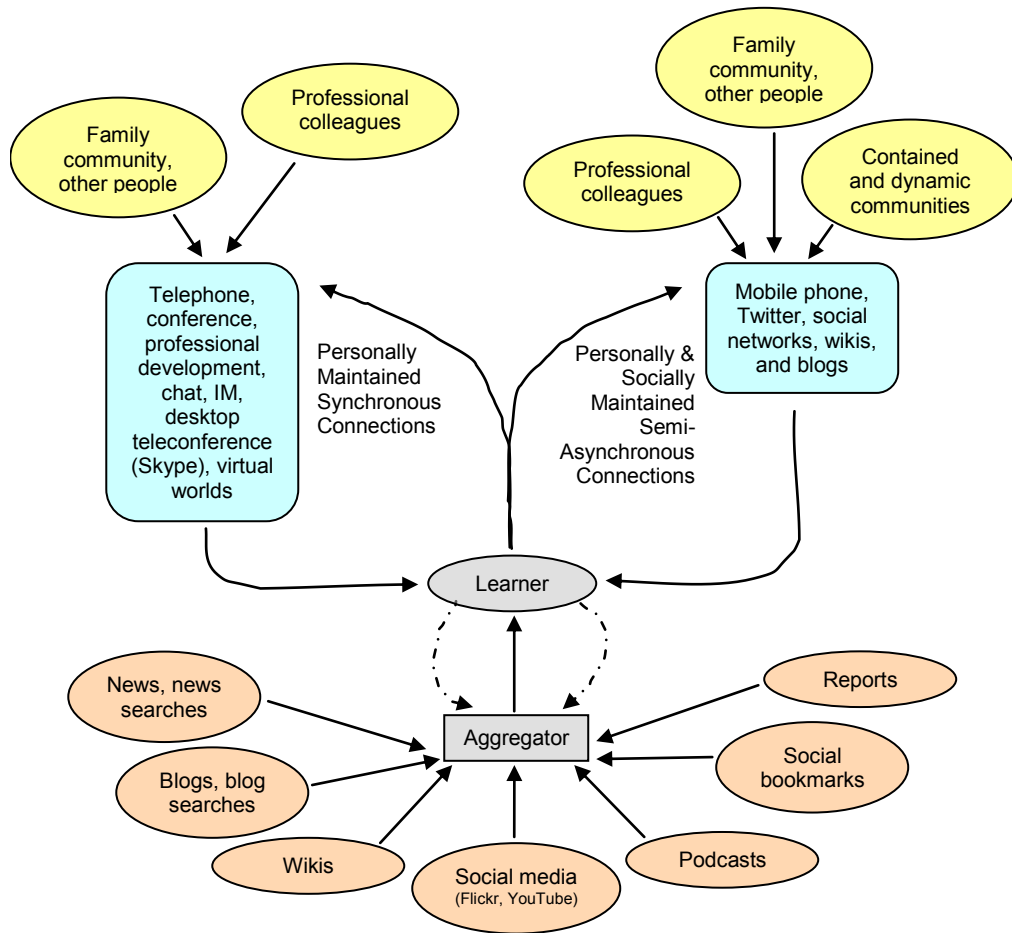 Family
community,
other people
Professional
colleagues
Family
community,
other people
Professional
colleagues
Contained
and dynamic
communities
Telephone,
conference,
professional
development,
chat, IM,
desktop
teleconference
(Skype), virtual
worlds
Personally
Maintained
Synchronous
Connections
Personally &
Socially
Maintained
Semi-
Asynchronous
Connections
Mobile phone,
Twitter, social
networks, wikis,
and blogs
Learner
Aggregator
News, news
searches
Blogs, blog
searches
Wikis
Social media
(Flickr, YouTube)
Podcasts
Social
bookmarks
Reports